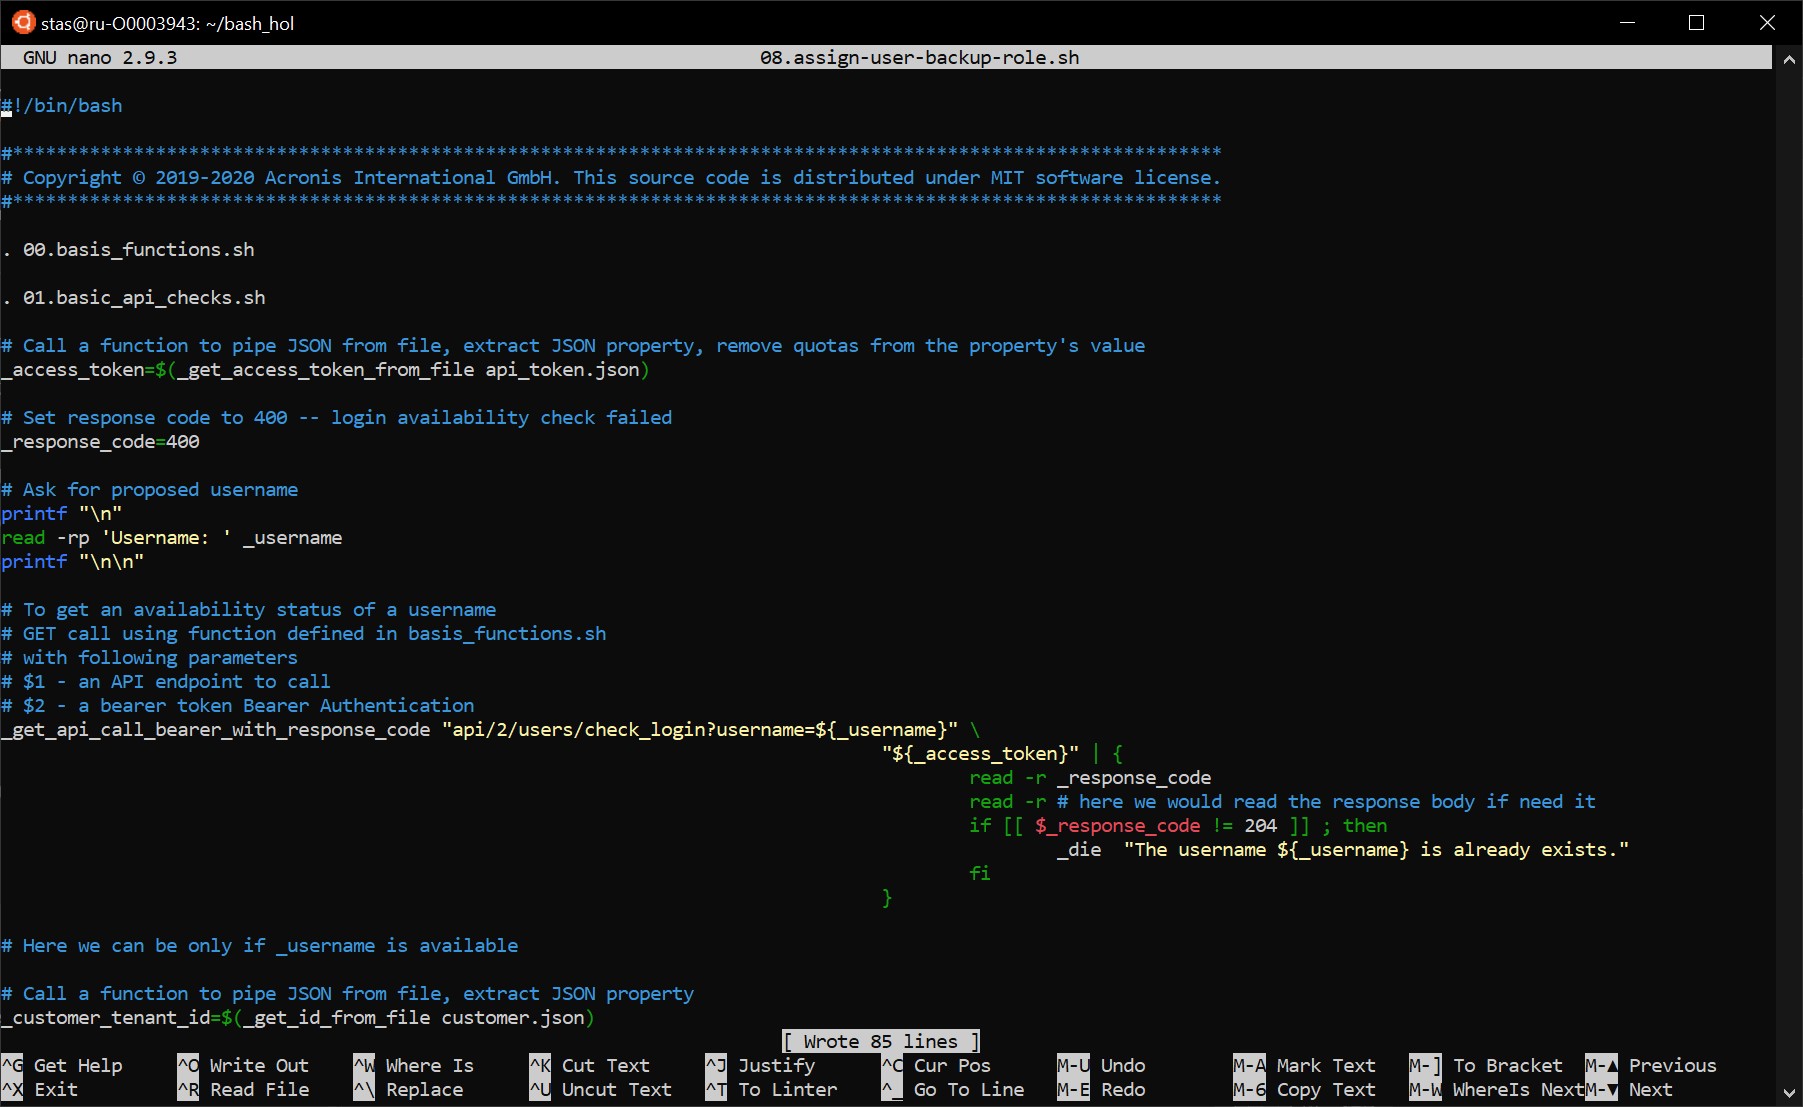 stas@ru-O0003943: ~/bash_hol
GNU nano 2.9.3 08.assign-user-backup-role.sh
#!/bin/bash
#**************************************************************************************************************
# Copyright © 2019-2020 Acronis International GmbH. This source code is distributed under MIT software license.
#**************************************************************************************************************
. 00.basis_functions.sh
. 01.basic_api_checks.sh
# Call a function to pipe JSON from file, extract JSON property, remove quotas from the property's value
_access_token=$(_get_access_token_from_file api_token.json)
# Set response code to 400 -- login availability check failed
_response_code=400
# Ask for proposed username
printf "\n"
read -rp 'Username: ' _username
printf "\n\n"
# To get an availability status of a username
# GET call using function defined in basis_functions.sh
# with following parameters
# $1 - an API endpoint to call
# $2 - a bearer token Bearer Authentication
_get_api_call_bearer_with_response_code "api/2/users/check_login?username=${_username}" \
"${_access_token}" | {
read -r _response_code
read -r # here we would read the response body if need it
if [[ $_response_code != 204 ]] ; then
_die  "The username ${_username} is already exists."
fi
}
# Here we can be only if _username is available
# Call a function to pipe JSON from file, extract JSON property
_customer_tenant_id=$(_get_id_from_file customer.json)
[ Wrote 85 lines ]
^G Get Help ^O Write Out ^W Where Is ^K Cut Text ^J Justify ^C Cur Pos M-U Undo M-A Mark Text M-] To Bracket M-▲ Previous
^X Exit ^R Read File ^\ Replace ^U Uncut Text ^T To Linter ^_ Go To Line M-E Redo M-6 Copy Text M-W WhereIs Next M-▼ Next